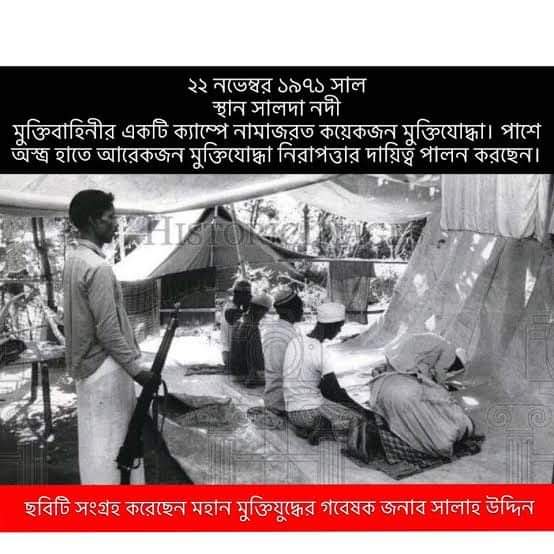 ২২ নভেম্বর ১৯৭১ সাল
স্থান সালদা নদী
মুক্তিবাহিনীর একটি ক্যাম্পে নামাজরত কয়েকজন মুক্তিযোদ্ধা। পাশে
অস্ত্র হাতে আরেকজন মুক্তিযোদ্ধা নিরাপত্তার দায়িত্ব পালন করছেন।
ছবিটি সংগ্রহ করেছেন মহান মুক্তিযুদ্ধের গবেষক জনাব সালাহ উদ্দিন